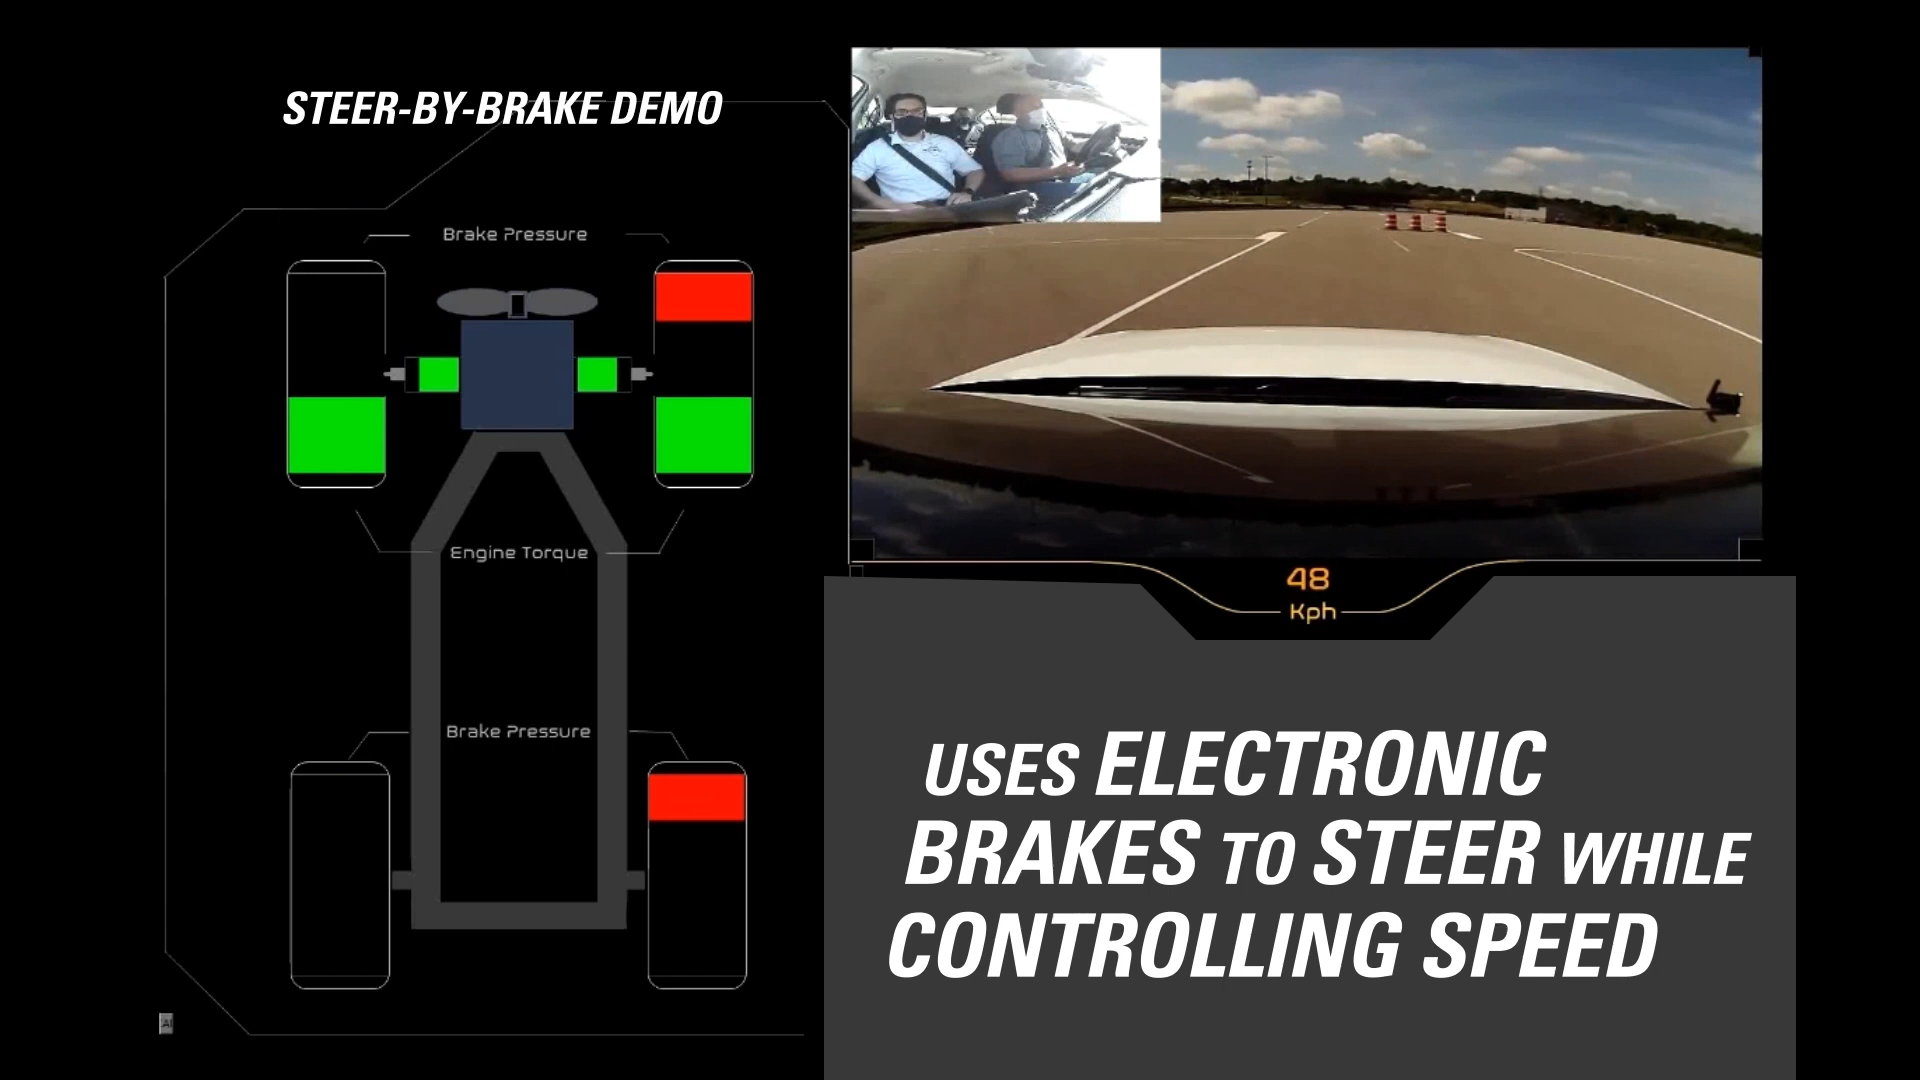 STEER-BY-BRAKE DEMO
Brake Pressure
Engine Torque
Brake Pressure
48
Kph
USES ELECTRONIC
BRAKES TO STEER WHILE
CONTROLLING SPEED
AI